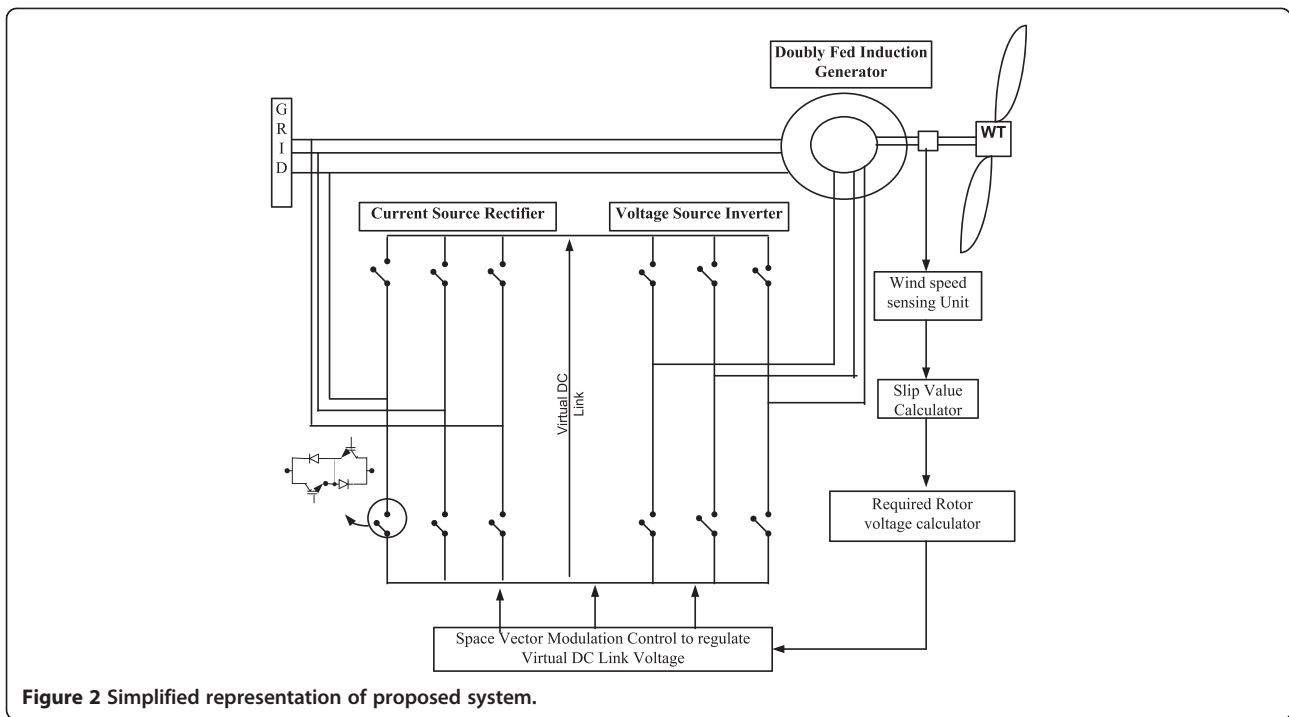 Doubly Fed Induction
Generator
G
R
I
D
WT
Current Source Rectifier
Voltage Source Inverter
Wind speed
sensing Unit
Virtual DC
Link
Slip Value
Calculator
Required Rotor
voltage calculator
Space Vector Modulation Control to regulate
Virtual DC Link Voltage
Figure 2 Simplified representation of proposed system.